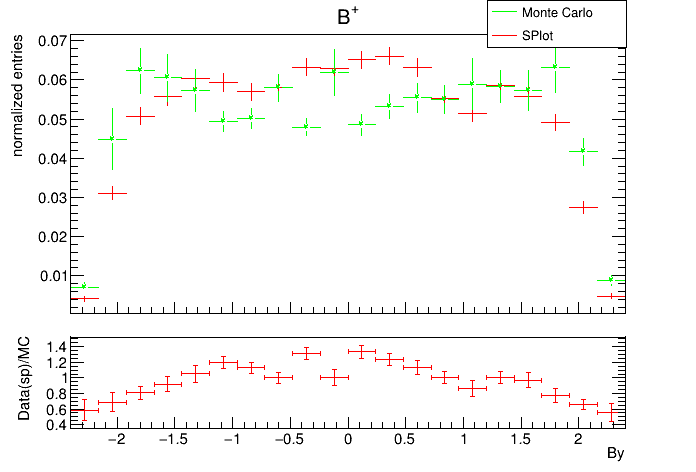 B+
Monte Carlo
SPlot
normalized entries
0.07
0.06
0.05
0.04
0.03
0.02
0.01
Data(sp)/MC
1.4
1.2
1
0.8
0.6
0.4
−2 −1.5 −1 −0.5 0 0.5 1 1.5 2
By